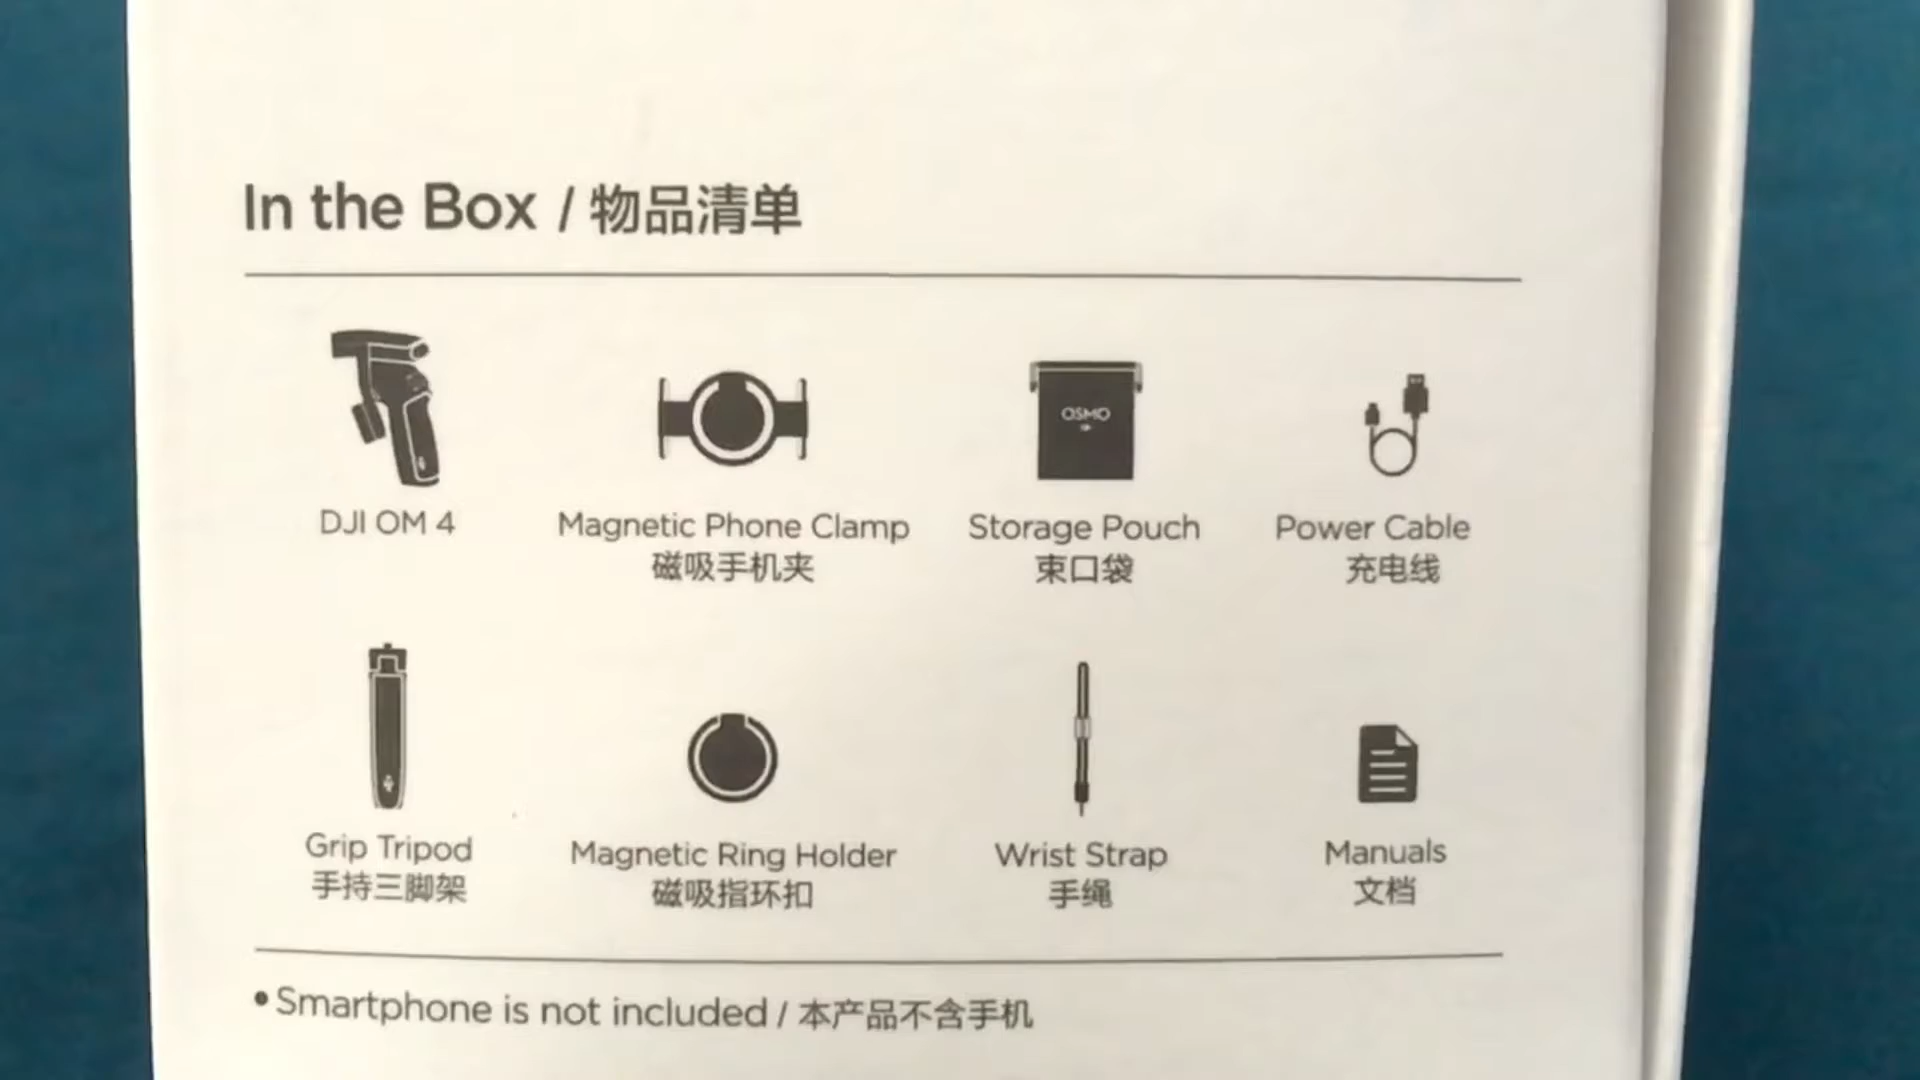 In the Box / 物品清单
OSMO
DJI OM 4
Magnetic Phone Clamp
磁吸手机夹
Storage Pouch
束口袋
Power Cable
充电线
Grip Tripod
手持三脚架
Magnetic Ring Holder
磁吸指环扣
Wrist Strap
手绳
Manuals
文档
• Smartphone is not included / 本产品不含手机